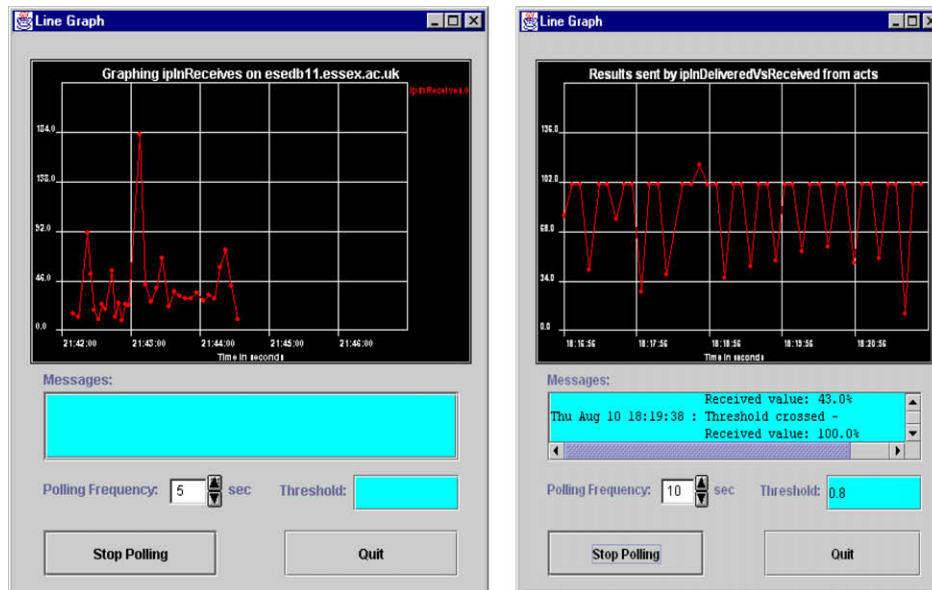 Line Graph
Graphing ipInReceives on esedb11.essex.ac.uk
ipInReceives.0
184.0
138.0
92.0
46.0
0.0
21:42:00 21:43:00 21:44:00 21:45:00 21:46:00
Time in seconds
Messages:
Polling Frequency: 5 sec Threshold:
Stop Polling Quit
Line Graph
Results sent by ipInDeliveredVsReceived from acts
136.0
102.0
68.0
34.0
0.0
18:16:56 18:17:56 18:18:56 18:19:56 18:20:56
Time in seconds
Messages:
Received value: 43.0%
Thu Aug 10 18:19:38 : Threshold crossed -
Received value: 100.0%
Polling Frequency: 10 sec Threshold: 0.8
Stop Polling Quit